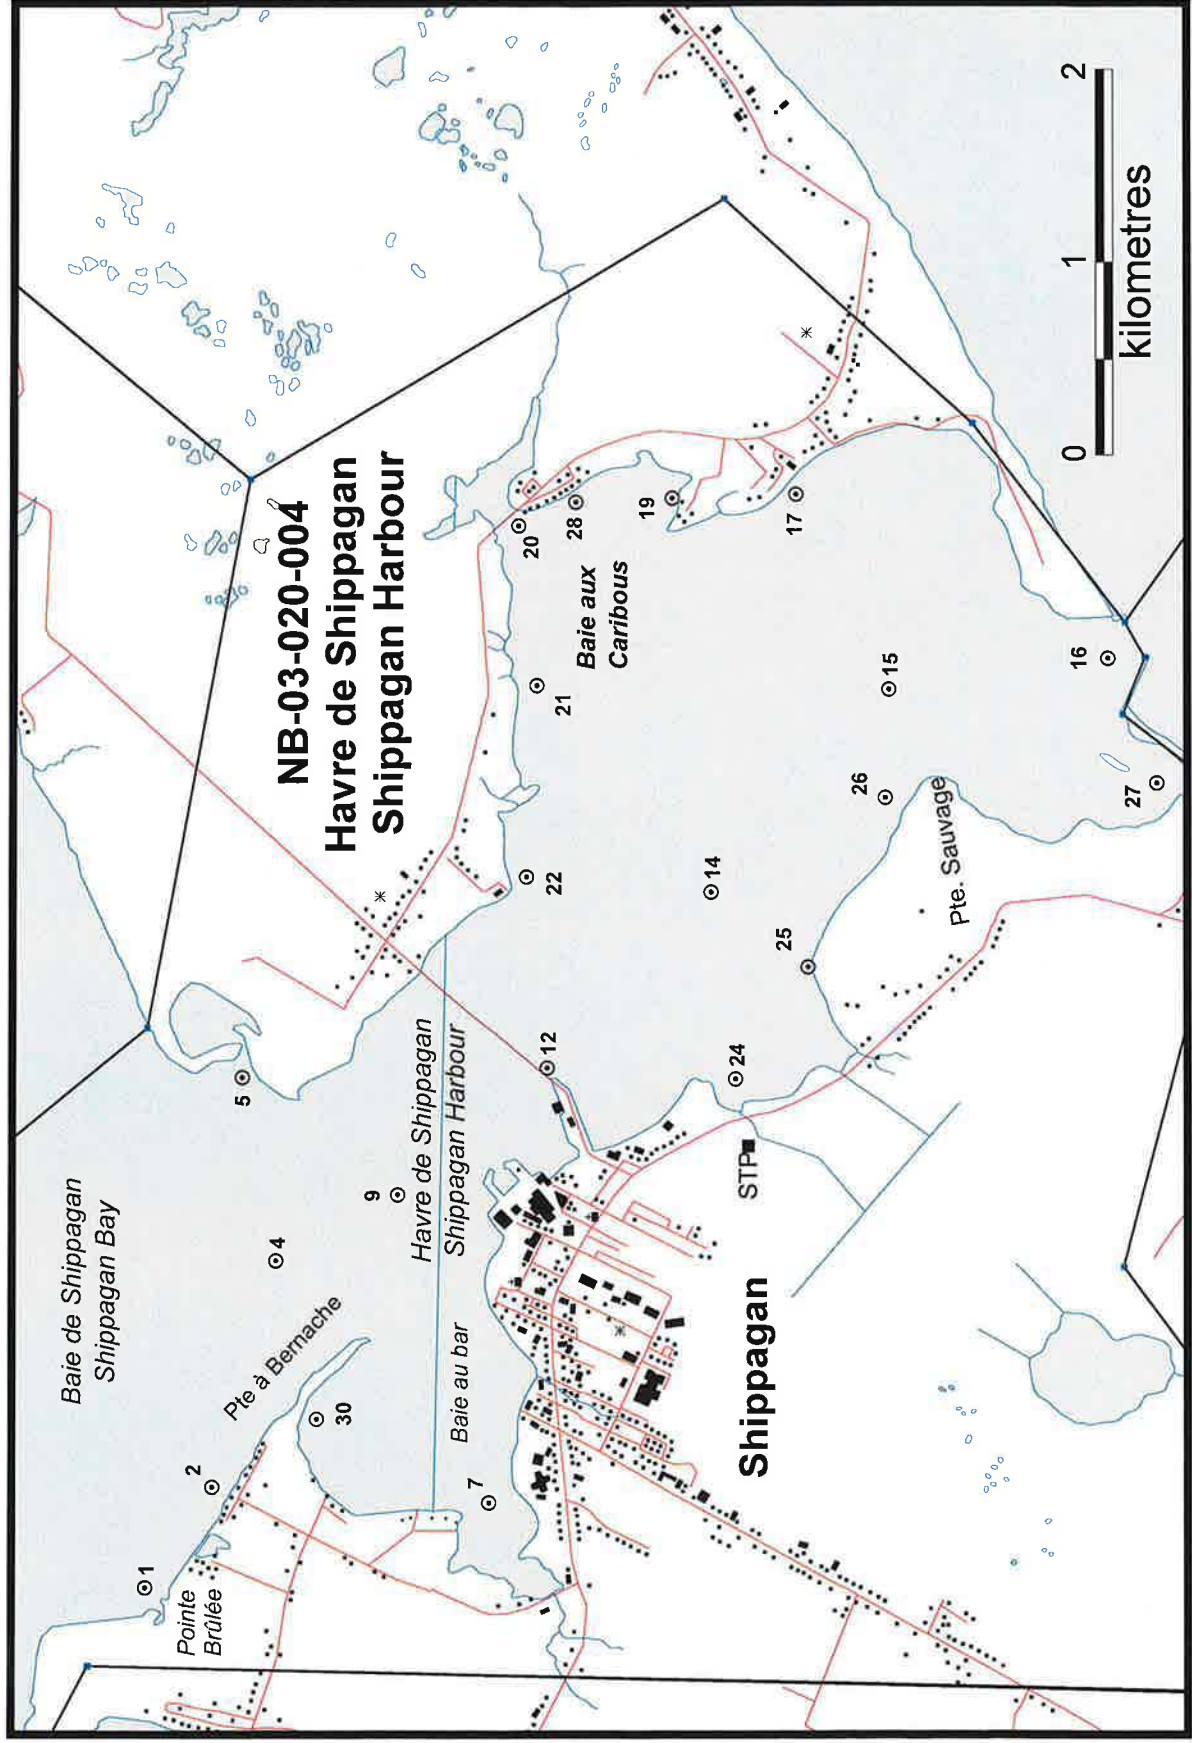 Baie de Shippagan
Shippagan Bay
NB-03-020-004
Havre de Shippagan
Shippagan Harbour
Pointe
Brûlée
Pte à Bernache
Havre de Shippagan
Shippagan Harbour
Baie au bar
Baie aux
Caribous
Shippagan
STP
Pte. Sauvage
1
2
4
5
7
9
12
14
15
16
17
19
20
21
22
24
25
26
27
28
30
0 1 2
kilometres